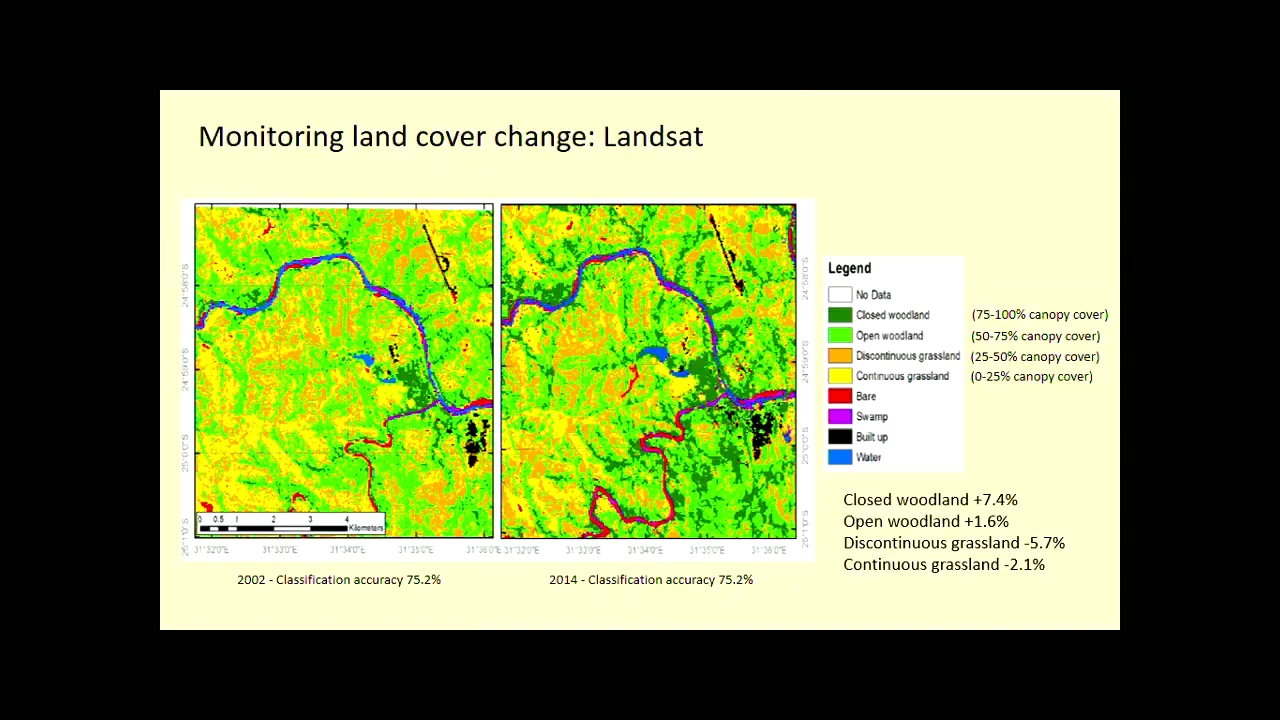 Monitoring land cover change: Landsat
24°58'0"S
24°59'0"S
25°0'0"S
25°1'0"S
0 0.5 1 2 3 4
Kilometers
31°32'0"E 31°33'0"E 31°34'0"E 31°35'0"E 31°36'0"E
31°32'0"E 31°33'0"E 31°34'0"E 31°35'0"E 31°36'0"E
24°58'0"S
24°59'0"S
25°0'0"S
25°1'0"S
2002 - Classification accuracy 75.2%
2014 - Classification accuracy 75.2%
Legend
No Data
Closed woodland (75-100% canopy cover)
Open woodland (50-75% canopy cover)
Discontinuous grassland (25-50% canopy cover)
Continuous grassland (0-25% canopy cover)
Bare
Swamp
Built up
Water
Closed woodland +7.4%
Open woodland +1.6%
Discontinuous grassland -5.7%
Continuous grassland -2.1%